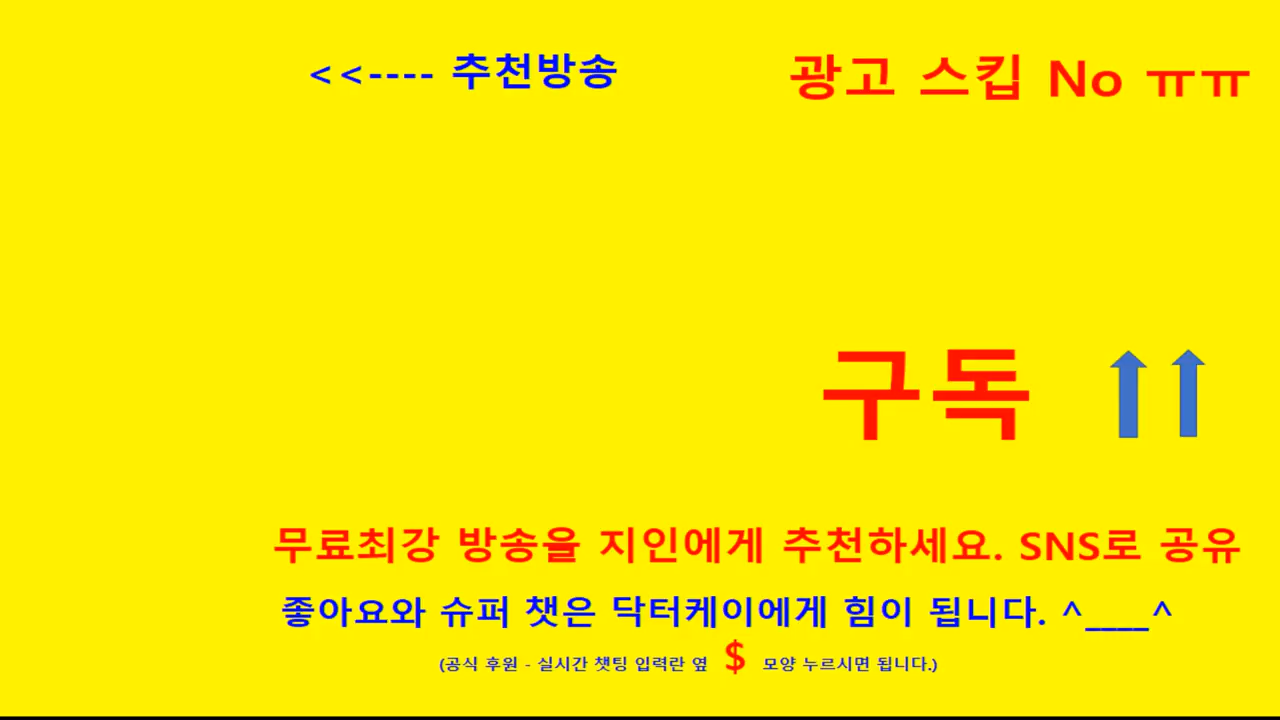 <<---- 추천방송
광고 스킵 No ㅠㅠ
구독
무료최강 방송을 지인에게 추천하세요. SNS로 공유
좋아요와 슈퍼 챗은 닥터케이에게 힘이 됩니다. ^____^
(공식 후원 - 실시간 챗팅 입력란 옆 $ 모양 누르시면 됩니다.)